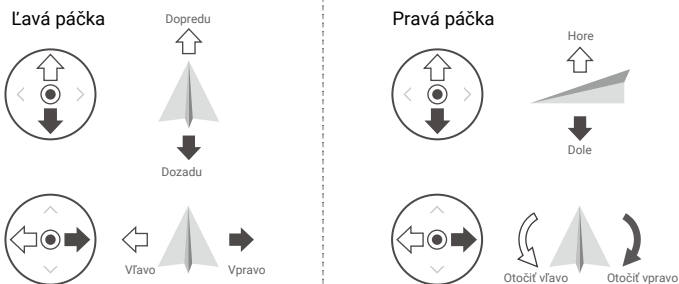 Ľavá páčka
Dopredu
Dozadu
Vľavo
Vpravo
Pravá páčka
Hore
Dole
Otočiť vľavo
Otočiť vpravo